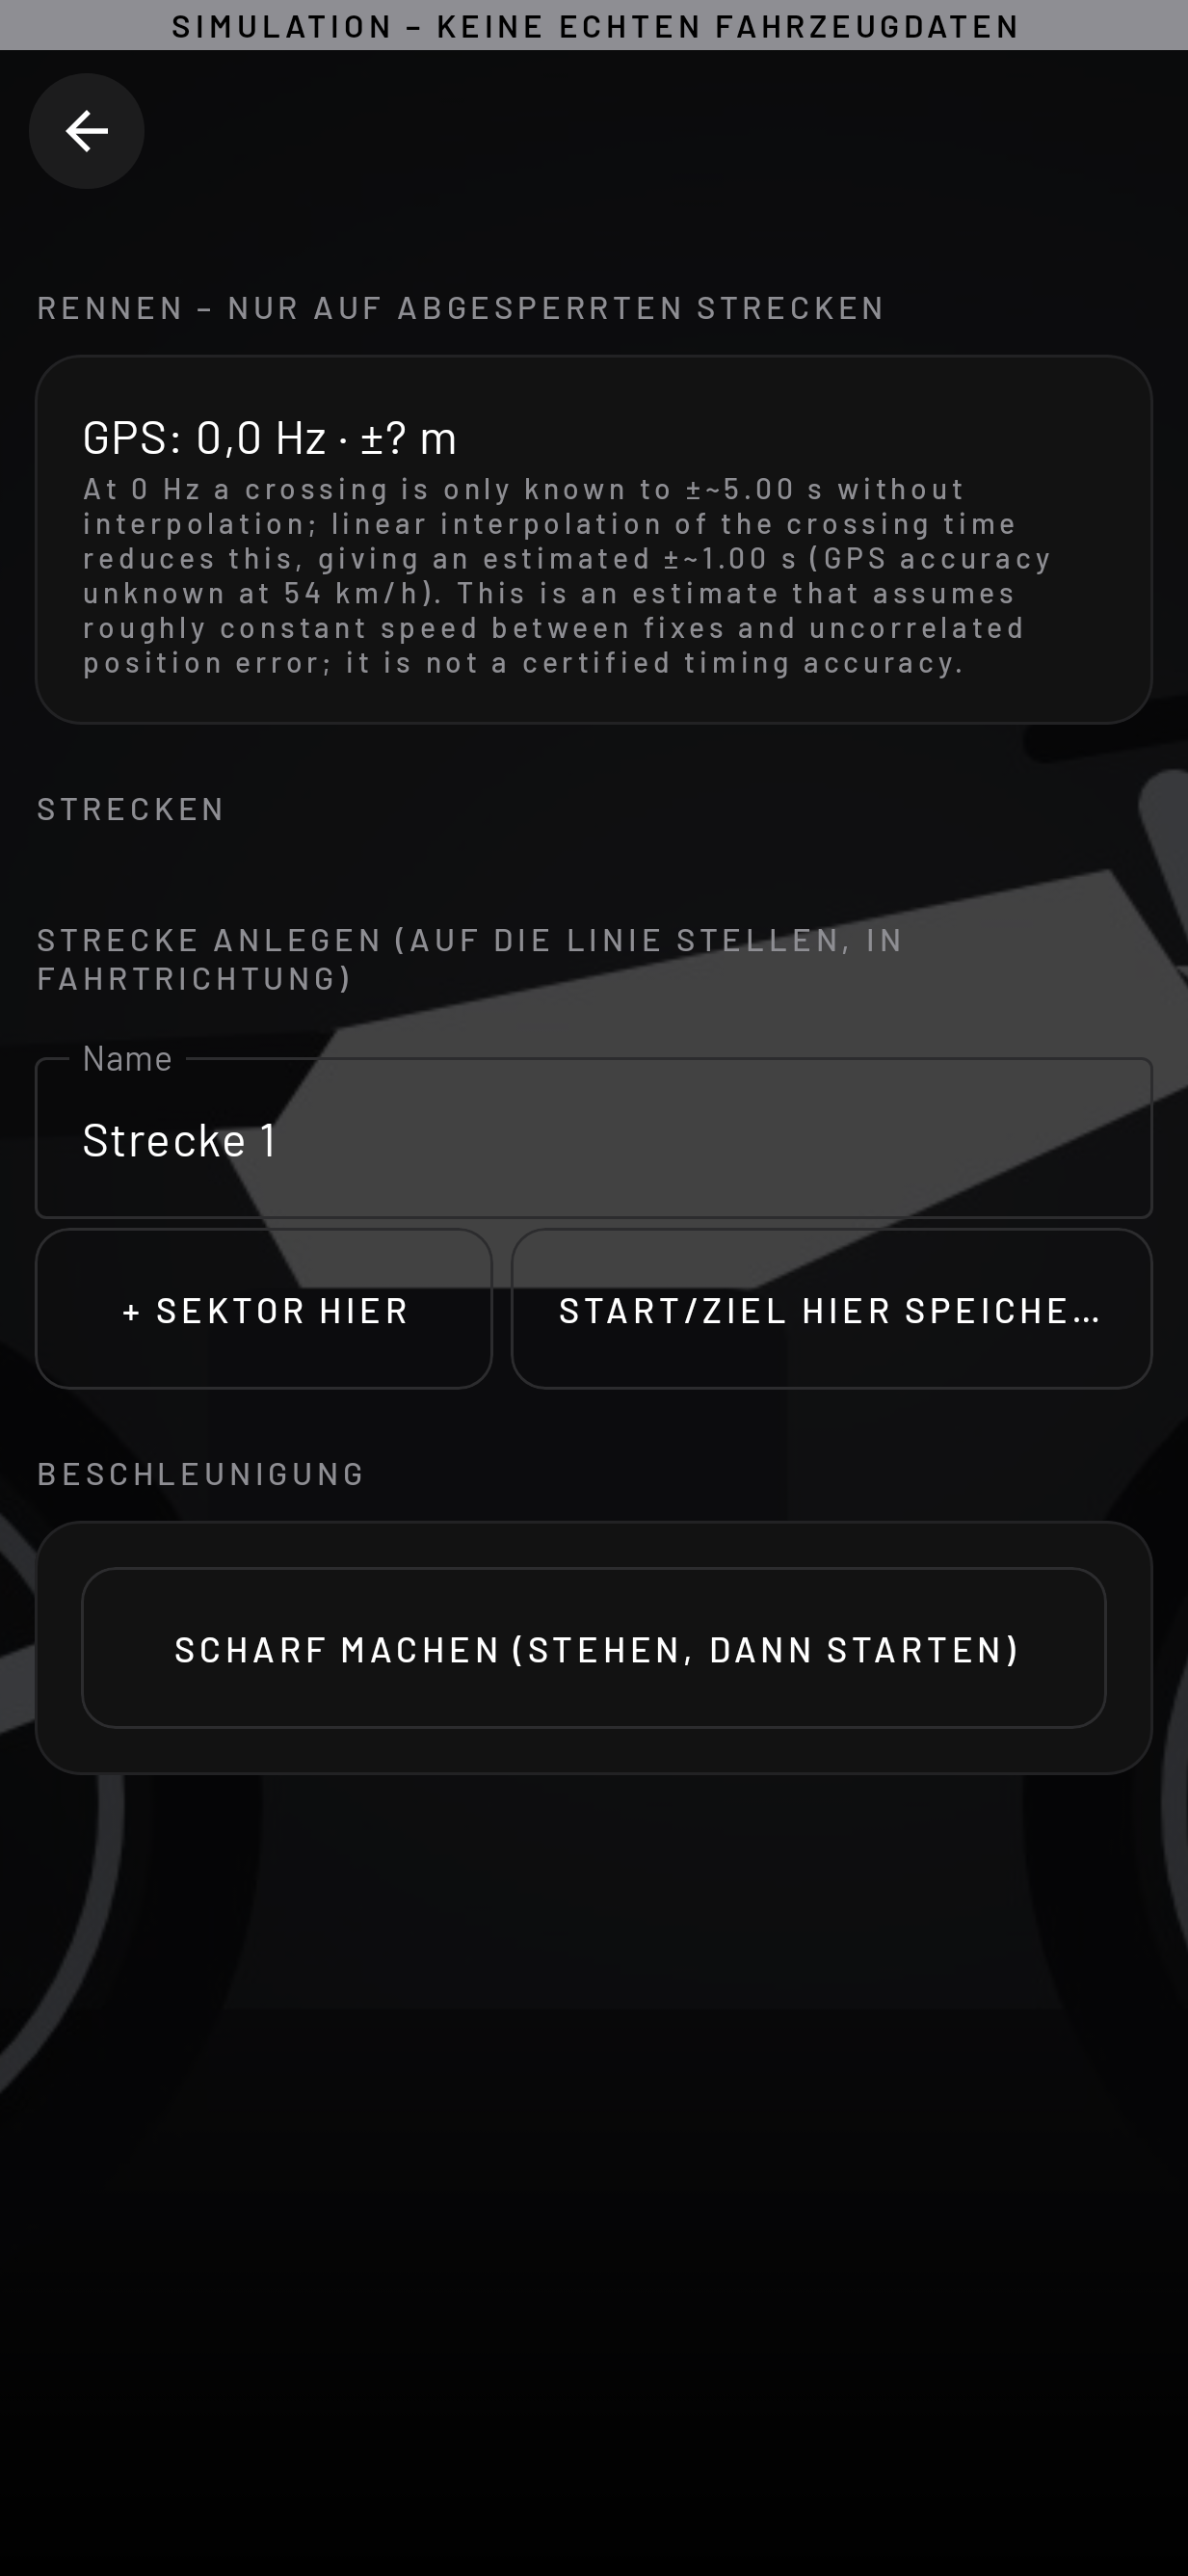 SIMULATION – KEINE ECHTEN FAHRZEUGDATEN
RENNEN – NUR AUF ABGESPERRTEN STRECKEN
GPS: 0,0 Hz · ±? m
At 0 Hz a crossing is only known to ±~5.00 s without
interpolation; linear interpolation of the crossing time
reduces this, giving an estimated ±~1.00 s (GPS accuracy
unknown at 54 km/h). This is an estimate that assumes
roughly constant speed between fixes and uncorrelated
position error; it is not a certified timing accuracy.
STRECKEN
STRECKE ANLEGEN (AUF DIE LINIE STELLEN, IN
FAHRTRICHTUNG)
Name
Strecke 1
+ SEKTOR HIER
START/ZIEL HIER SPEICHE…
BESCHLEUNIGUNG
SCHARF MACHEN (STEHEN, DANN STARTEN)